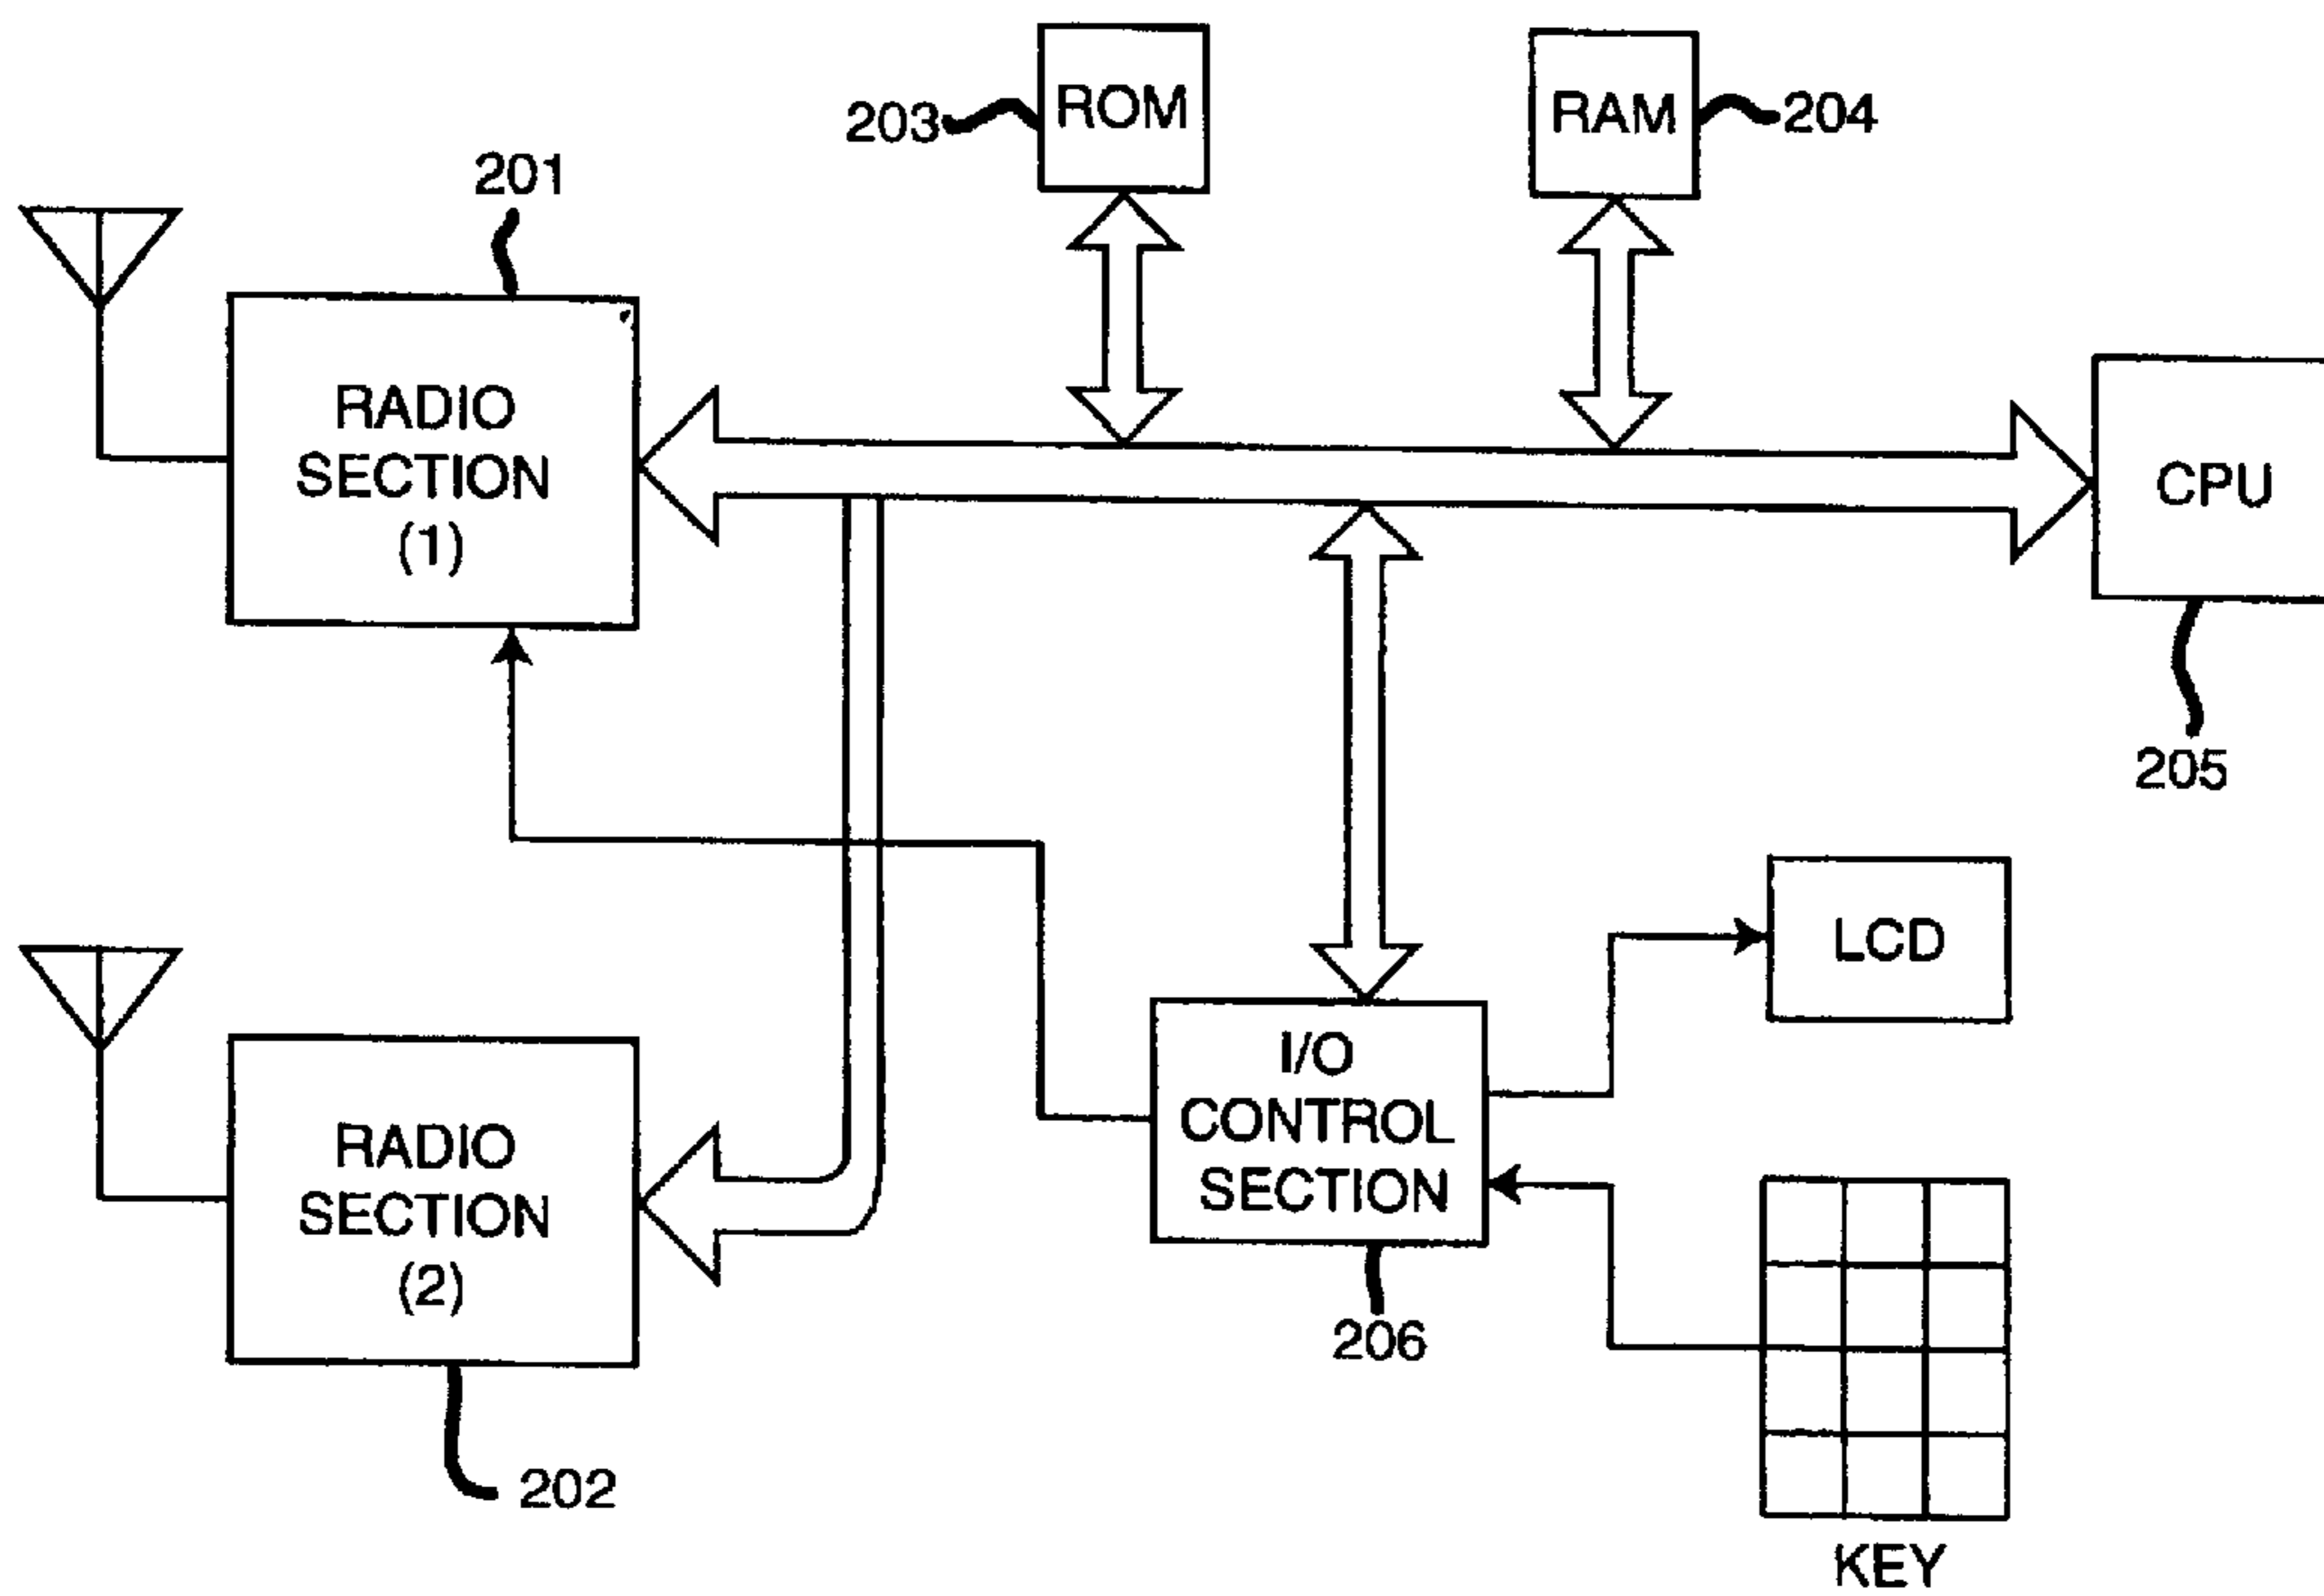 203
ROM
RAM
204
201
RADIO
SECTION
(1)
CPU
205
LCD
I/O
CONTROL
SECTION
206
RADIO
SECTION
(2)
202
KEY